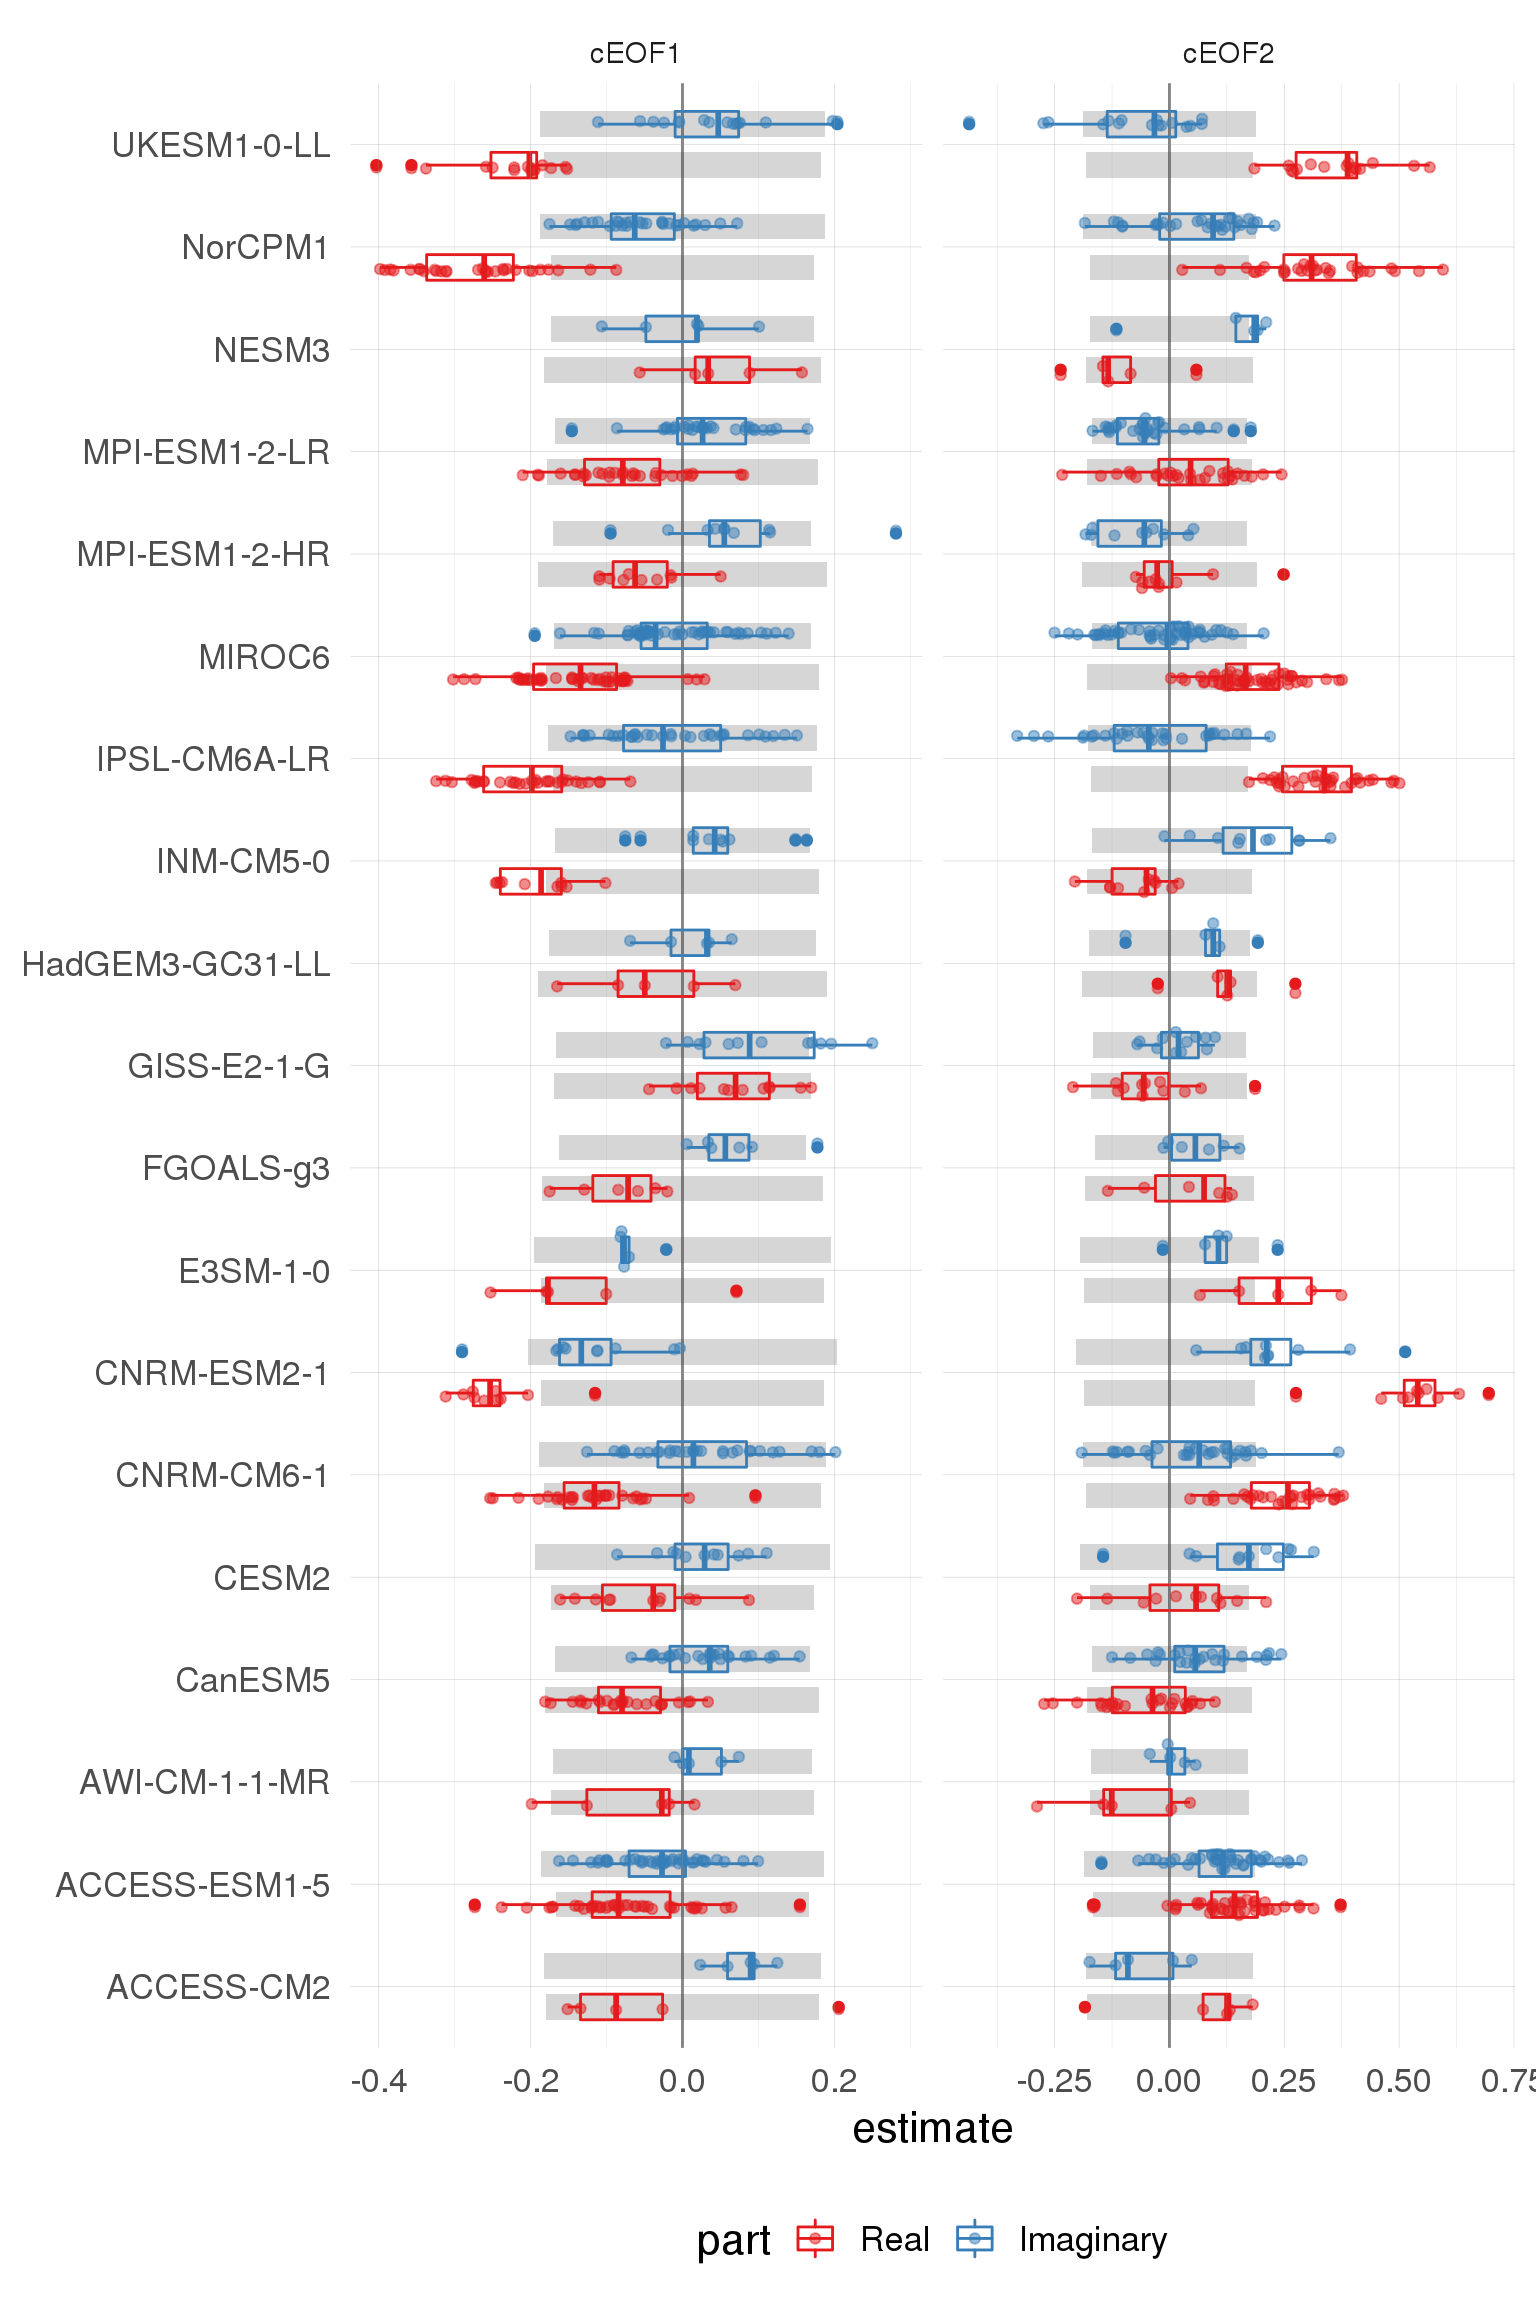 cEOF1 cEOF2
UKESM1-0-LL
NorCPM1
NESM3
MPI-ESM1-2-LR
MPI-ESM1-2-HR
MIROC6
IPSL-CM6A-LR
INM-CM5-0
HadGEM3-GC31-LL
GISS-E2-1-G
FGOALS-g3
E3SM-1-0
CNRM-ESM2-1
CNRM-CM6-1
CESM2
CanESM5
AWI-CM-1-1-MR
ACCESS-ESM1-5
ACCESS-CM2
-0.4 -0.2 0.0 0.2 -0.25 0.00 0.25 0.50 0.75
estimate
part Real Imaginary